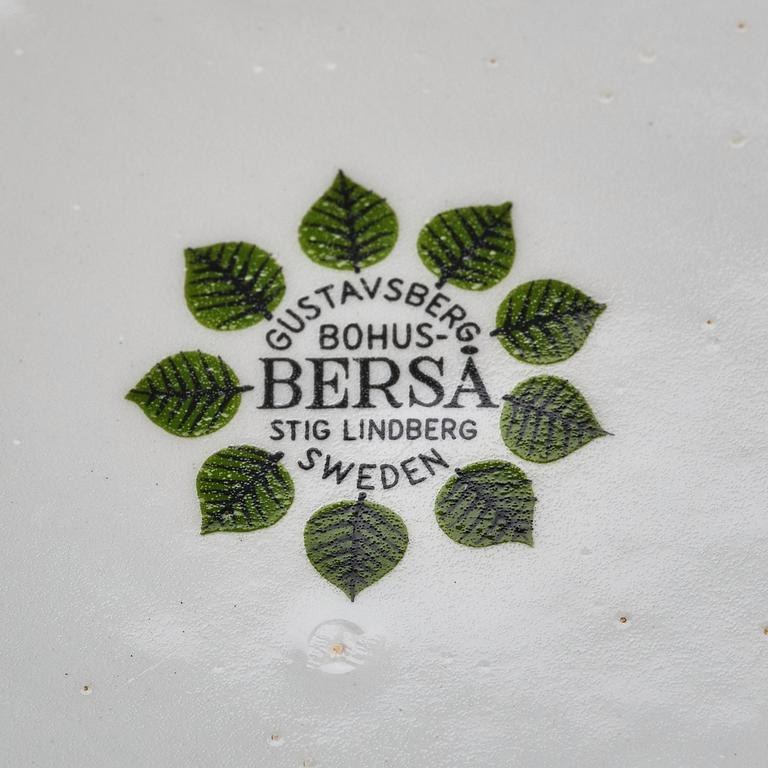 GUSTAVSBERG
BOHUS-
BERSÅ
STIG LINDBERG
SWEDEN